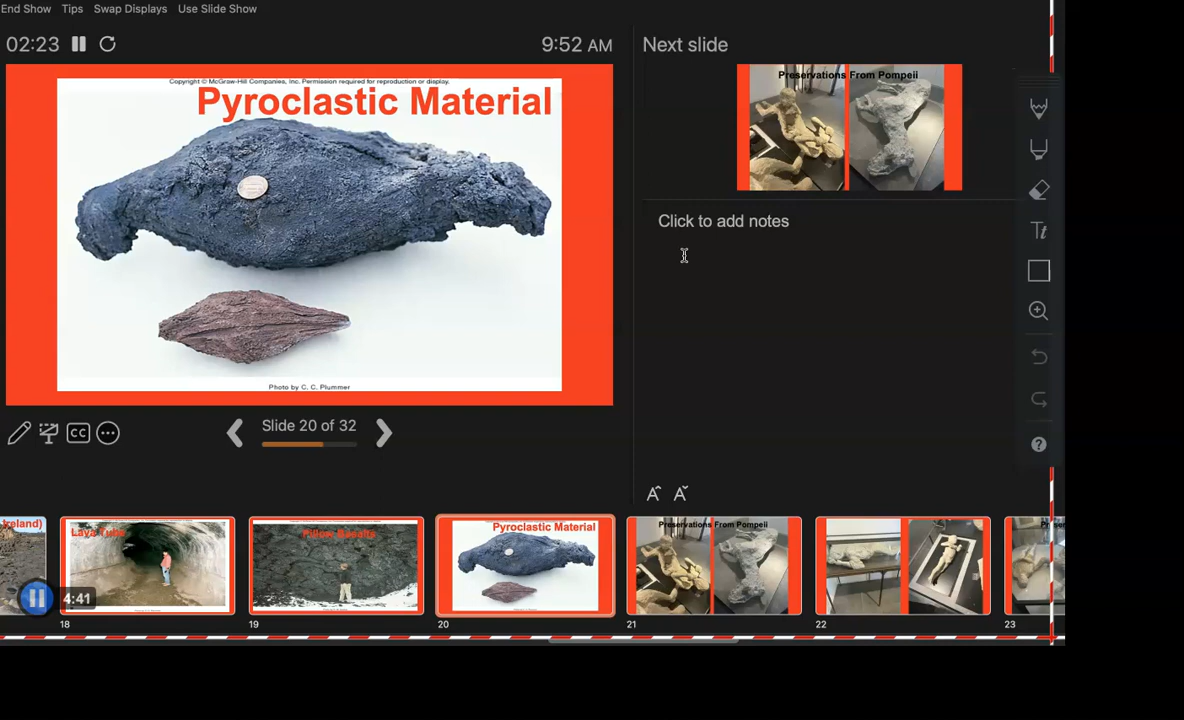 End Show Tips Swap Displays Use Slide Show
02:23
9:52 AM
Next slide
Copyright © McGraw-Hill Companies, Inc. Permission required for reproduction or display.
Pyroclastic Material
Photo by C. C. Plummer
Preservations From Pompeii
Click to add notes
Tt
?
CC
Slide 20 of 32
A A
Ireland)
Lava Tube
Pillow Basalts
Pyroclastic Material
Preservations From Pompeii
4:41
18
19
20
21
22
23